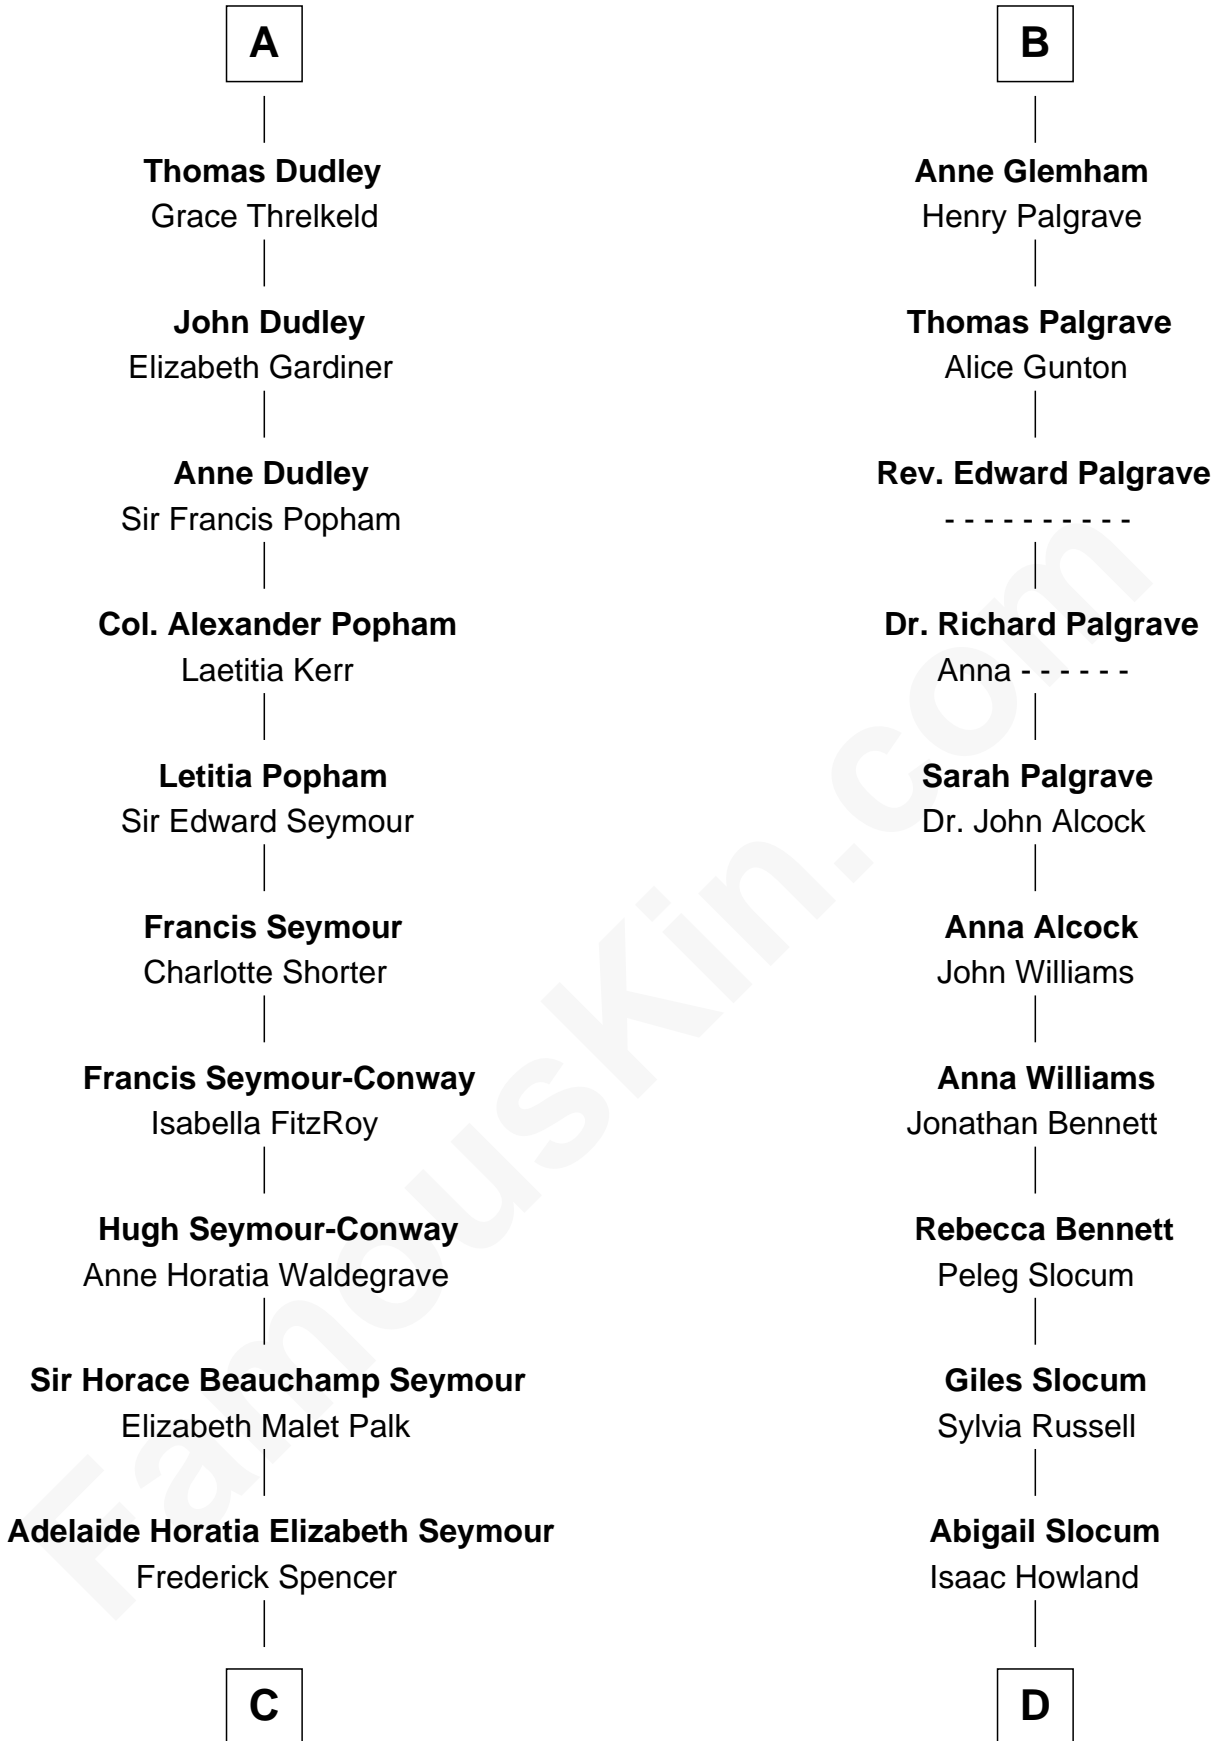 A
Thomas Dudley
Grace Threlkeld
John Dudley
Elizabeth Gardiner
Anne Dudley
Sir Francis Popham
Col. Alexander Popham
Laetitia Kerr
Letitia Popham
Sir Edward Seymour
Francis Seymour
Charlotte Shorter
Francis Seymour-Conway
Isabella FitzRoy
Hugh Seymour-Conway
Anne Horatia Waldegrave
Sir Horace Beauchamp Seymour
Elizabeth Malet Palk
Adelaide Horatia Elizabeth Seymour
Frederick Spencer
C
B
Anne Glemham
Henry Palgrave
Thomas Palgrave
Alice Gunton
Rev. Edward Palgrave
- - - - - - - - - -
Dr. Richard Palgrave
Anna - - - - - -
Sarah Palgrave
Dr. John Alcock
Anna Alcock
John Williams
Anna Williams
Jonathan Bennett
Rebecca Bennett
Peleg Slocum
Giles Slocum
Sylvia Russell
Abigail Slocum
Isaac Howland
D
FamousKin.com